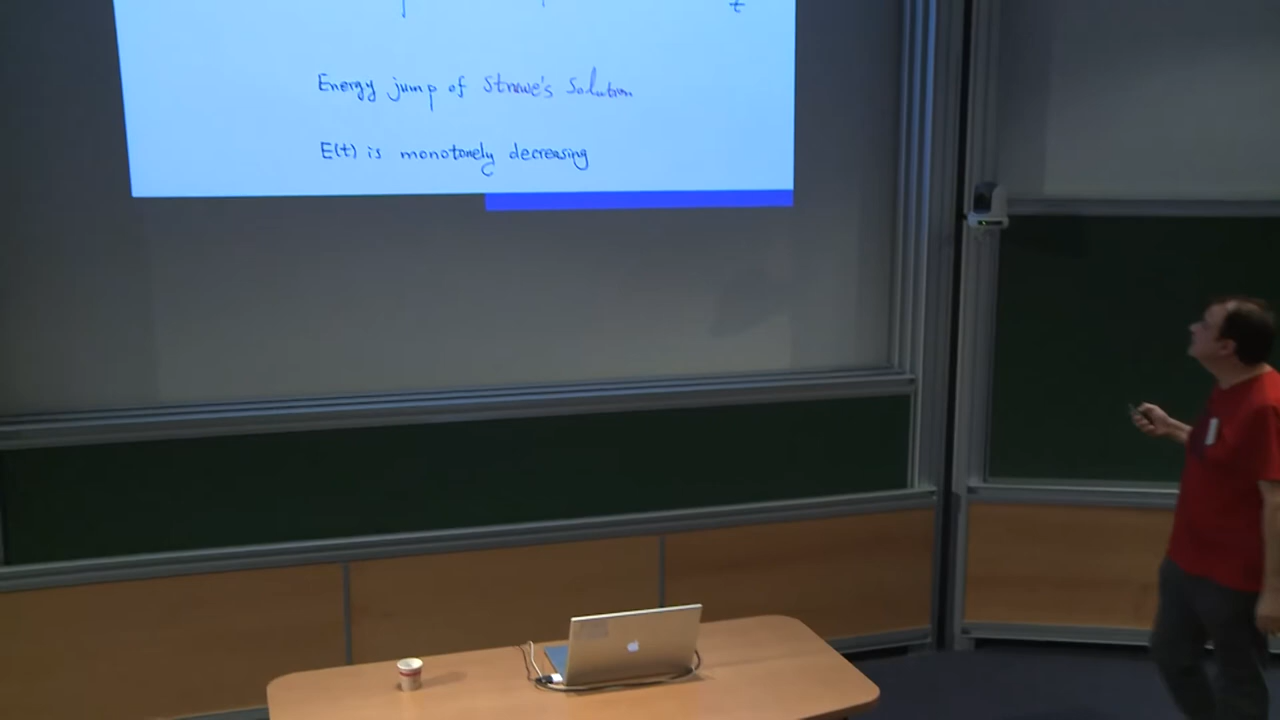 t
Energy jump of Struwe's Solution
E(t) is monotonely decreasing